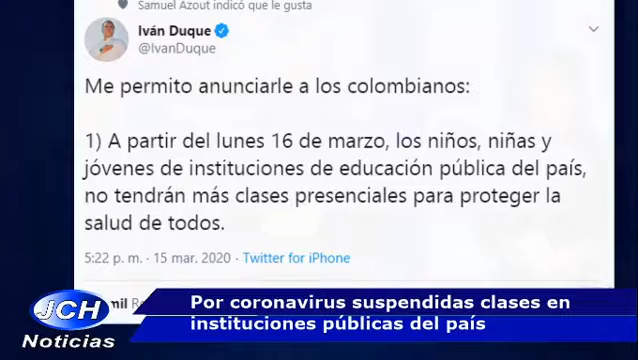 Samuel Azout indicó que le gusta
Iván Duque
@IvanDuque
Me permito anunciarle a los colombianos:
1) A partir del lunes 16 de marzo, los niños, niñas y
jóvenes de instituciones de educación pública del país,
no tendrán más clases presenciales para proteger la
salud de todos.
5:22 p. m. · 15 mar. 2020 · Twitter for iPhone
JCH
Noticias
Por coronavirus suspendidas clases en
instituciones públicas del país